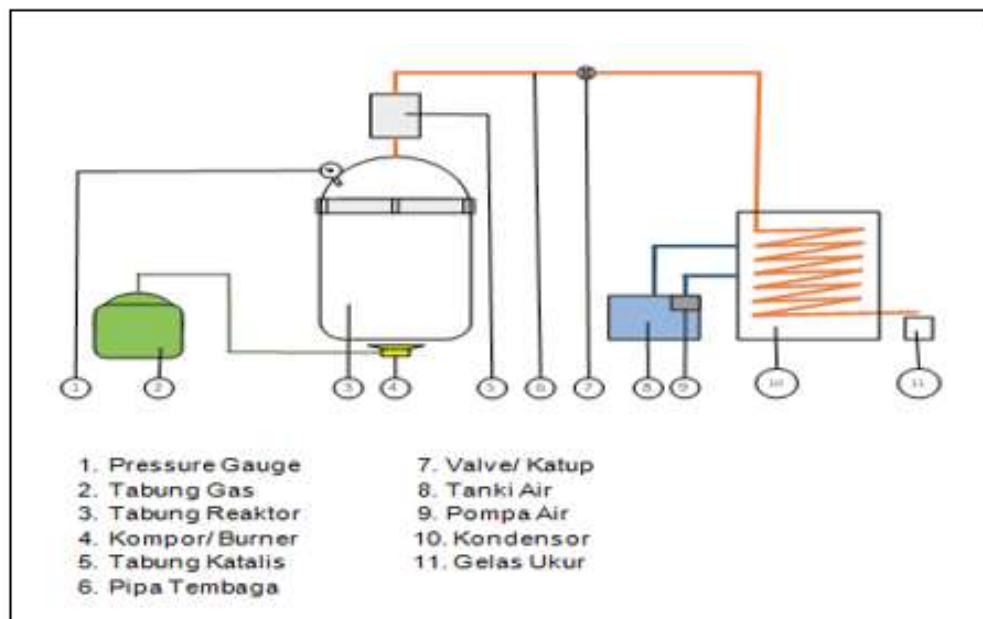 1
2
3
4
5
6
7
8
9
10
11
1. Pressure Gauge
2. Tabung Gas
3. Tabung Reaktor
4. Kompor/ Burner
5. Tabung Katalis
6. Pipa Tembaga
7. Valve/ Katup
8. Tanki Air
9. Pompa Air
10. Kondensor
11. Gelas Ukur